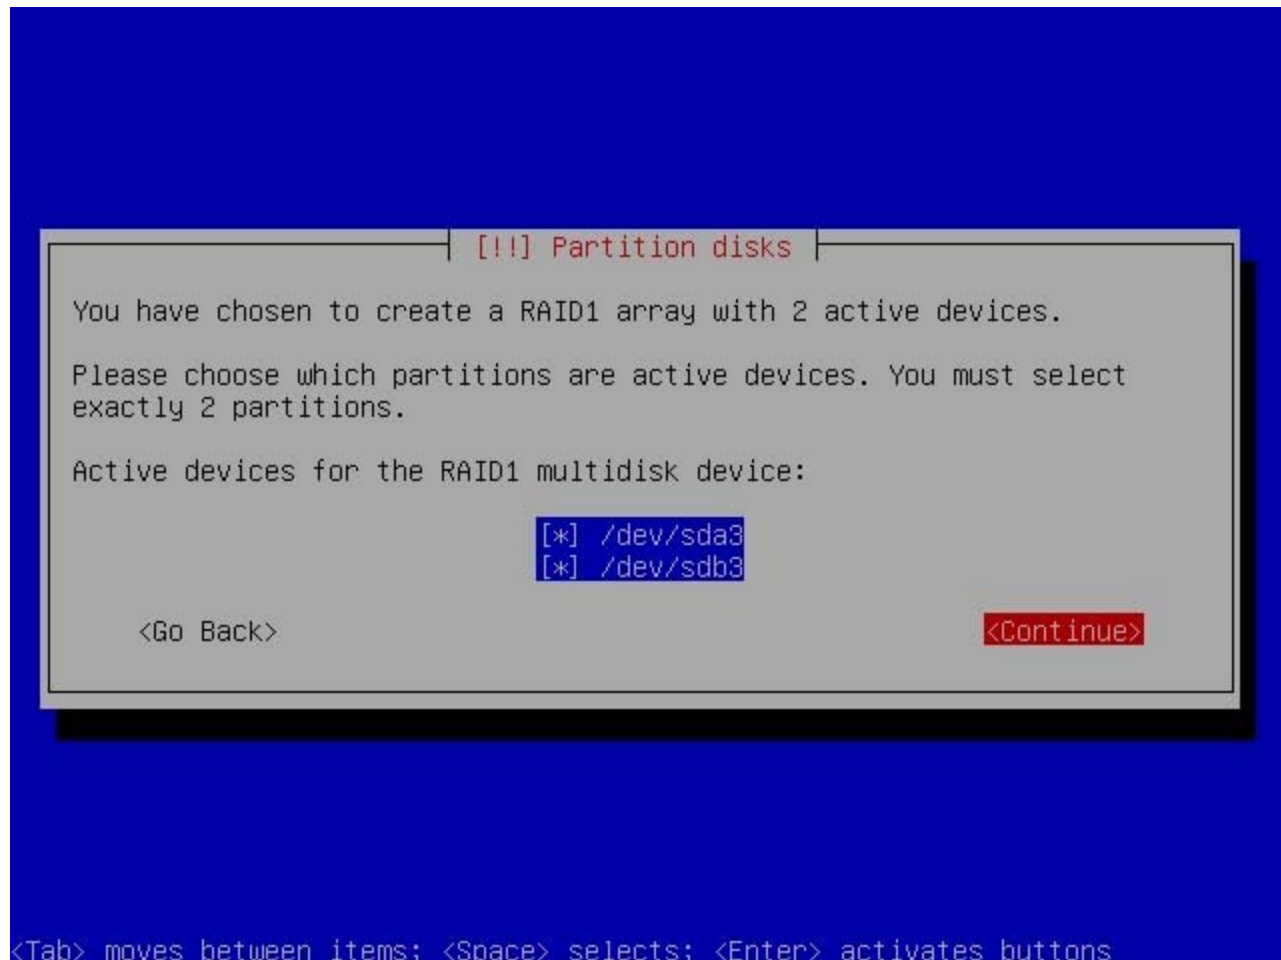 [!!] Partition disks
You have chosen to create a RAID1 array with 2 active devices.
Please choose which partitions are active devices. You must select
exactly 2 partitions.
Active devices for the RAID1 multidisk device:
[*] /dev/sda3
[*] /dev/sdb3
<Go Back> <Continue>
<Tab> moves between items; <Space> selects; <Enter> activates buttons